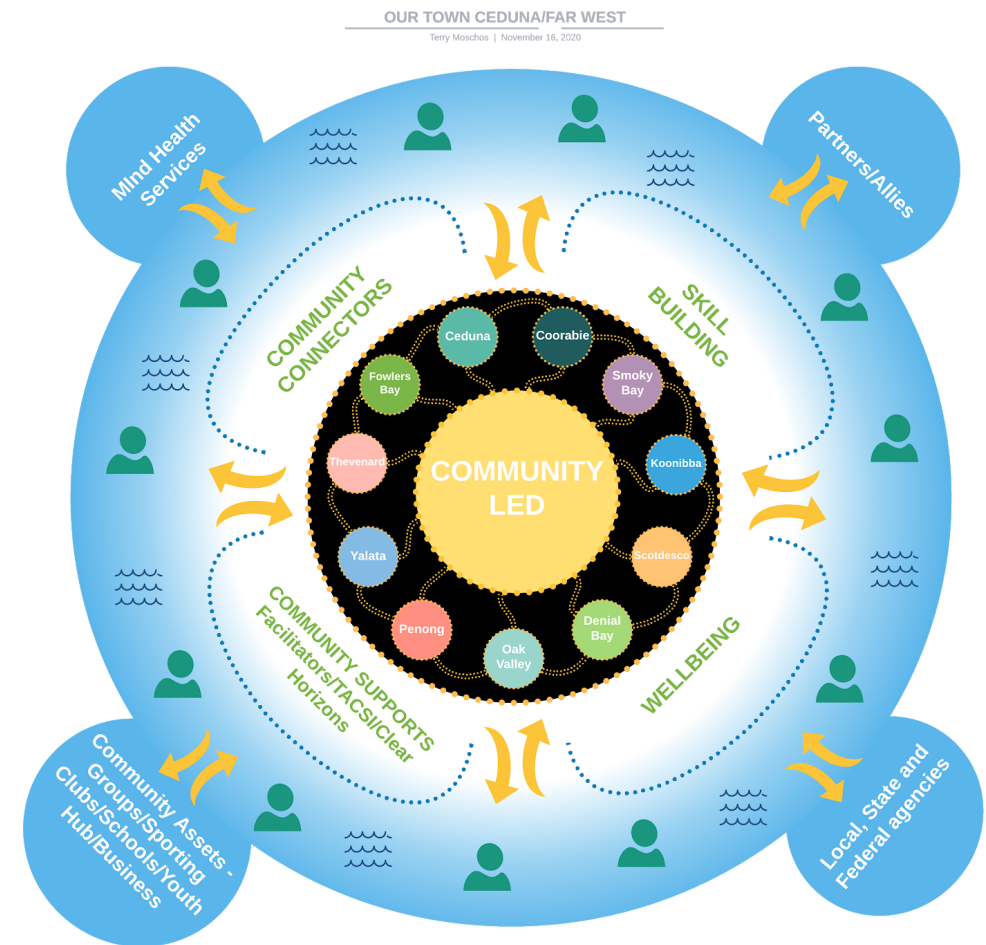 OUR TOWN CEDUNA/FAR WEST
Terry Moschos | November 16, 2020
MInd Health
Services
Partners/Allies
COMMUNITY
CONNECTORS
SKILL
BUILDING
Ceduna
Coorabie
Fowlers
Bay
Smoky
Bay
Thevenard
Koonibba
COMMUNITY
LED
Yalata
Scotdesco
Penong
Denial
Bay
Oak
Valley
COMMUNITY SUPPORTS
Facilitators/TACSI/Clear
Horizons
WELLBEING
Community Assets -
Groups/Sporting
Clubs/Schools/Youth
Hub/Business
Local, State and
Federal agencies